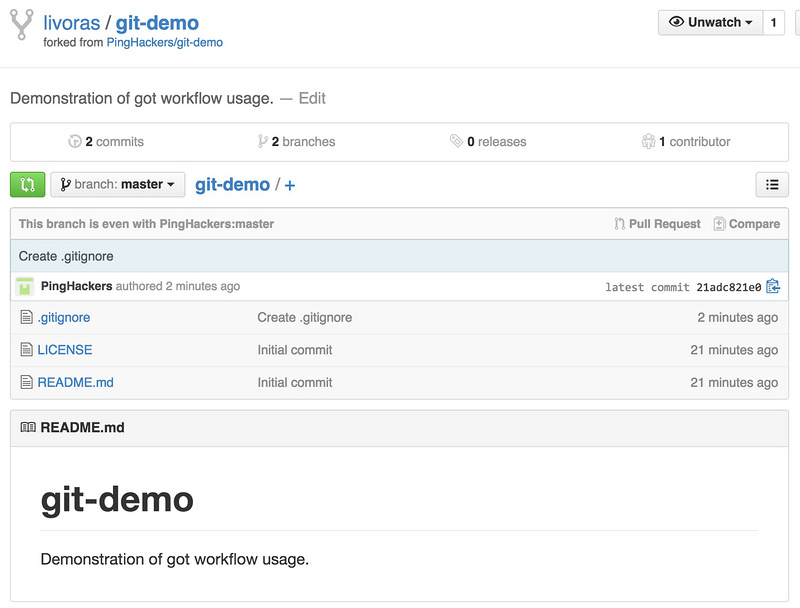 livoras / git-demo
Unwatch 1
forked from PingHackers/git-demo
Demonstration of got workflow usage. — Edit
2 commits 2 branches 0 releases 1 contributor
branch: master git-demo / +
This branch is even with PingHackers:master Pull Request Compare
Create .gitignore
PingHackers authored 2 minutes ago latest commit 21adc821e0
.gitignore Create .gitignore 2 minutes ago
LICENSE Initial commit 21 minutes ago
README.md Initial commit 21 minutes ago
README.md
git-demo
Demonstration of got workflow usage.